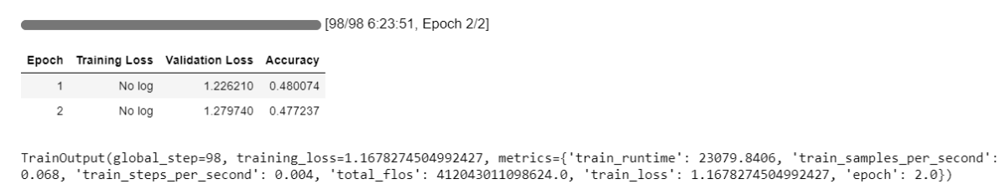 [98/98 6:23:51, Epoch 2/2]
Epoch Training Loss Validation Loss Accuracy
1 No log 1.226210 0.480074
2 No log 1.279740 0.477237
TrainOutput(global_step=98, training_loss=1.1678274504992427, metrics={'train_runtime': 23079.8406, 'train_samples_per_second':
0.068, 'train_steps_per_second': 0.004, 'total_flos': 412043011098624.0, 'train_loss': 1.1678274504992427, 'epoch': 2.0})